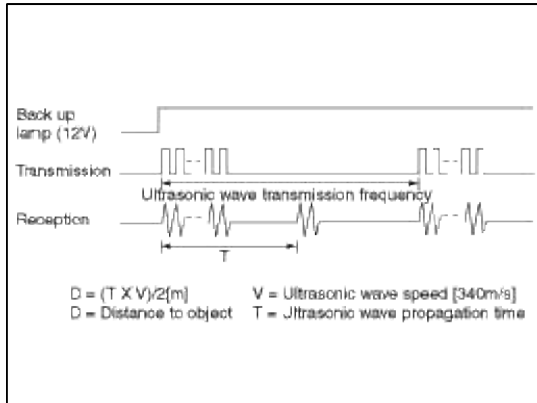 Back up
lamp (12V)
Transmission
Ultrasonic wave transmission frequency
Reception
T
D = (T X V)/2[m] V = Ultrasonic wave speed [340m/s]
D = Distance to object T = Ultrasonic wave propagation time